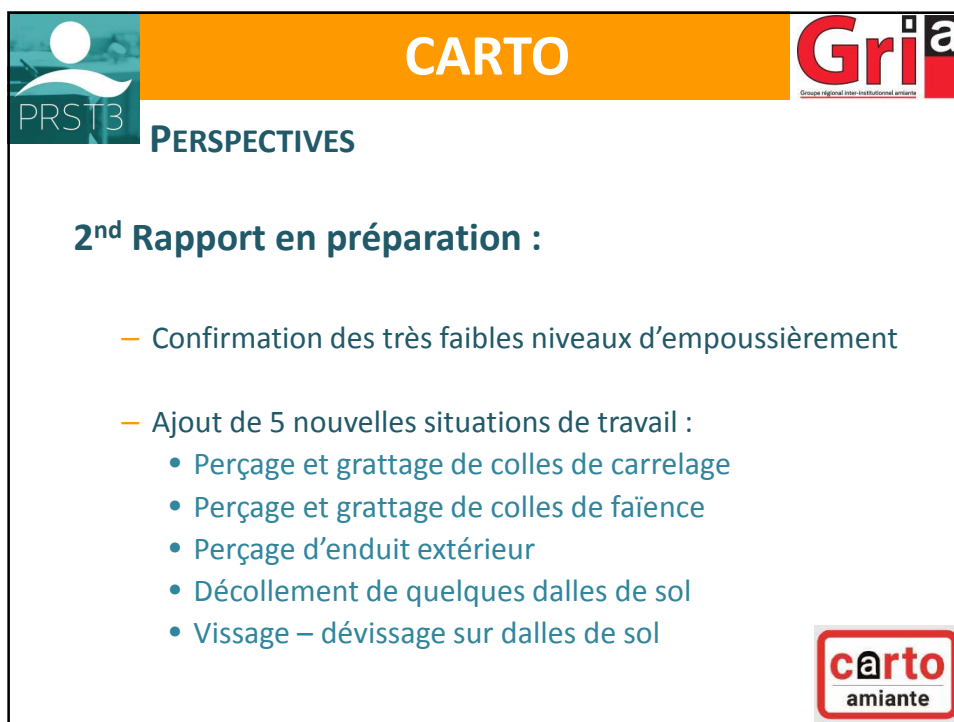 CARTO
PRST3
Gria
Groupe régional inter-institutionnel amiante
PERSPECTIVES
2nd Rapport en préparation :
– Confirmation des très faibles niveaux d’empoussièrement
– Ajout de 5 nouvelles situations de travail :
• Perçage et grattage de colles de carrelage
• Perçage et grattage de colles de faïence
• Perçage d’enduit extérieur
• Décollement de quelques dalles de sol
• Vissage – dévissage sur dalles de sol
carto
amiante